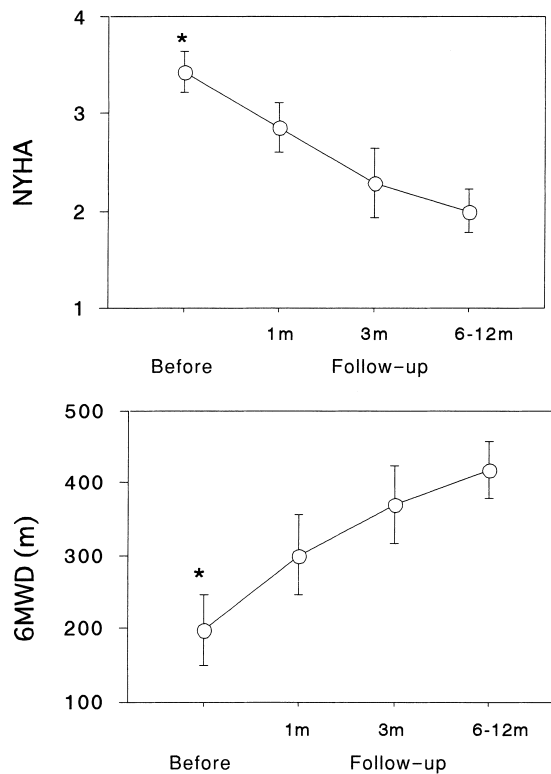 4
*
3
NYHA
2
1
1m 3m 6-12m
Before Follow-up
500
400
6MWD (m)
300
*
200
100
1m 3m 6-12m
Before Follow-up